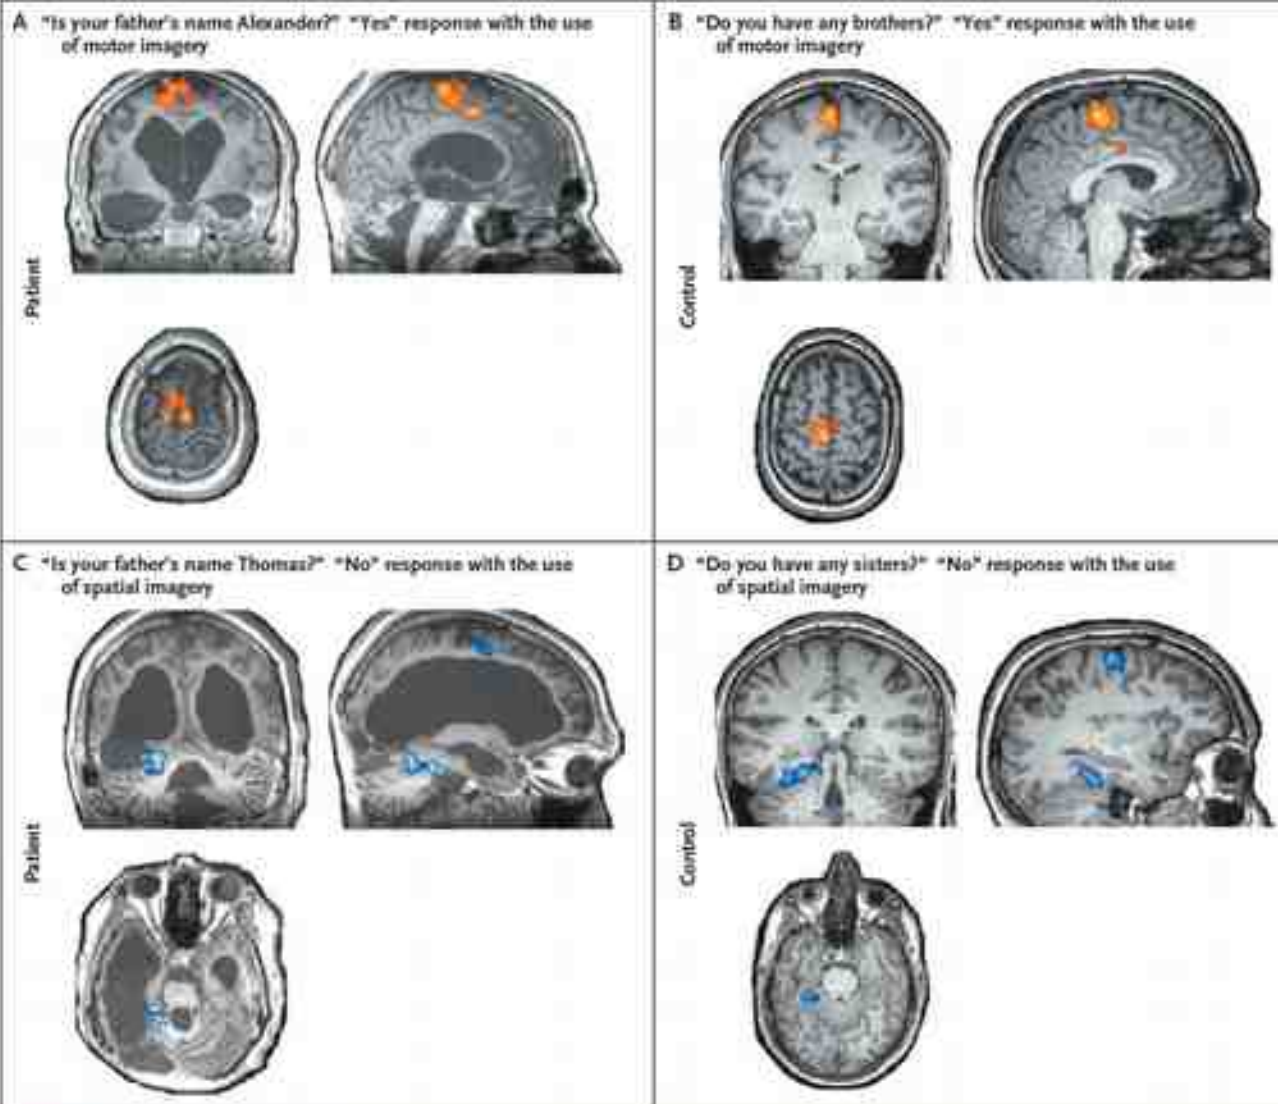 A "Is your father's name Alexander?" "Yes" response with the use
of motor imagery
Patient
B "Do you have any brothers?" "Yes" response with the use
of motor imagery
Control
C "Is your father's name Thomas?" "No" response with the use
of spatial imagery
Patient
D "Do you have any sisters?" "No" response with the use
of spatial imagery
Control